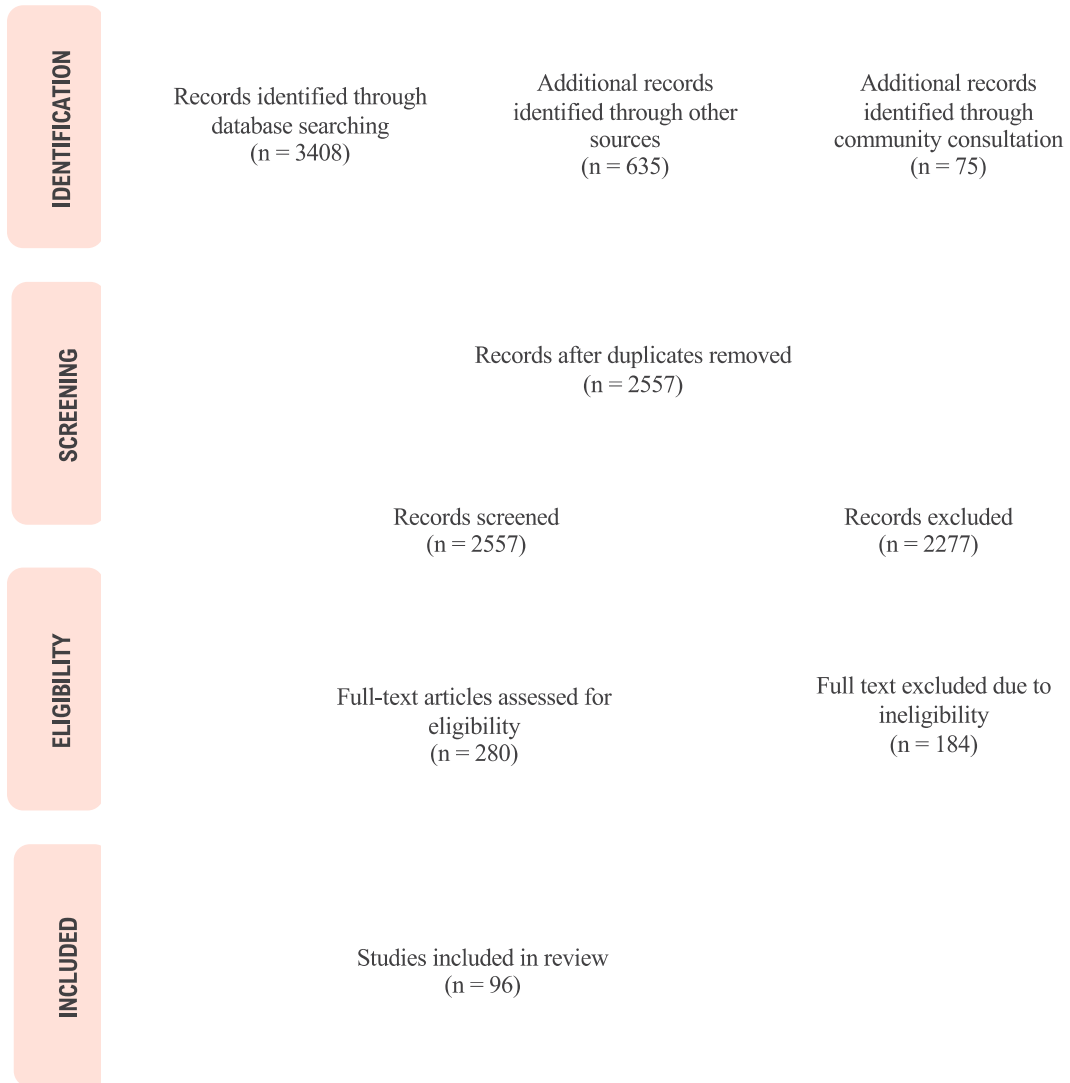 IDENTIFICATION
Records identified through
database searching
(n = 3408)
Additional records
identified through other
sources
(n = 635)
Additional records
identified through
community consultation
(n = 75)
SCREENING
Records after duplicates removed
(n = 2557)
Records screened
(n = 2557)
Records excluded
(n = 2277)
ELIGIBILITY
Full-text articles assessed for
eligibility
(n = 280)
Full text excluded due to
ineligibility
(n = 184)
INCLUDED
Studies included in review
(n = 96)